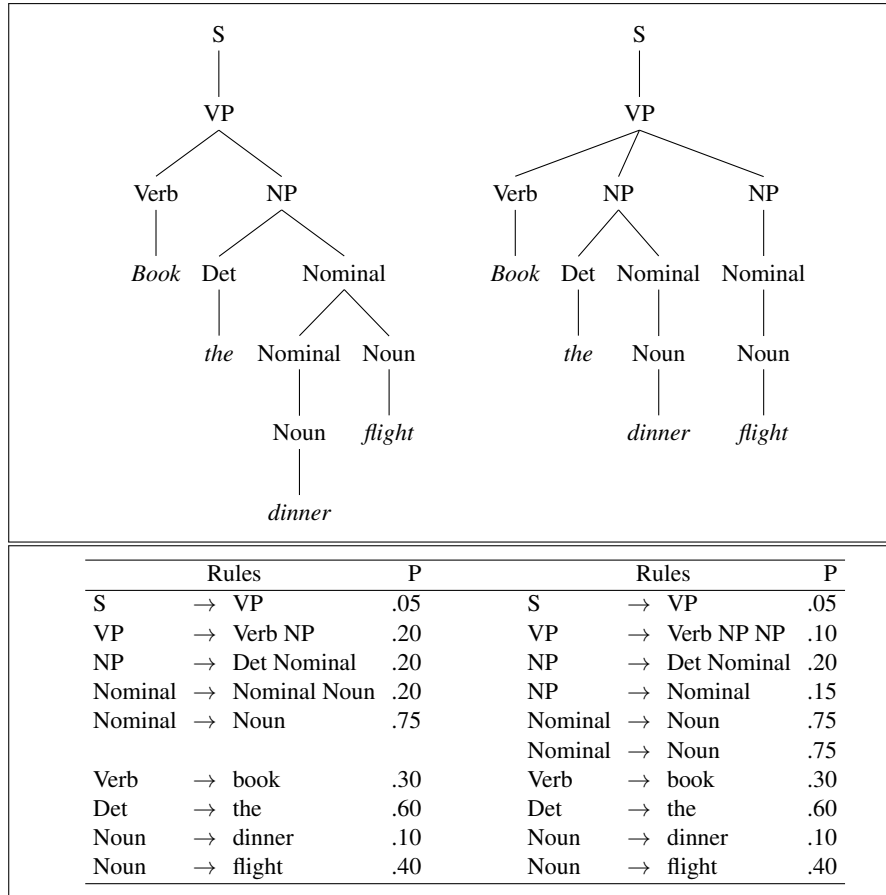 S S
VP VP
Verb NP Verb NP NP
Book Det Nominal Book Det Nominal Nominal
the Nominal Noun the Noun Noun
Noun flight dinner flight
dinner
Rules P Rules P
S → VP .05 S → VP .05
VP → Verb NP .20 VP → Verb NP NP .10
NP → Det Nominal .20 NP → Det Nominal .20
Nominal → Nominal Noun .20 NP → Nominal .15
Nominal → Noun .75 Nominal → Noun .75
Nominal → Noun .75
Verb → book .30 Verb → book .30
Det → the .60 Det → the .60
Noun → dinner .10 Noun → dinner .10
Noun → flight .40 Noun → flight .40